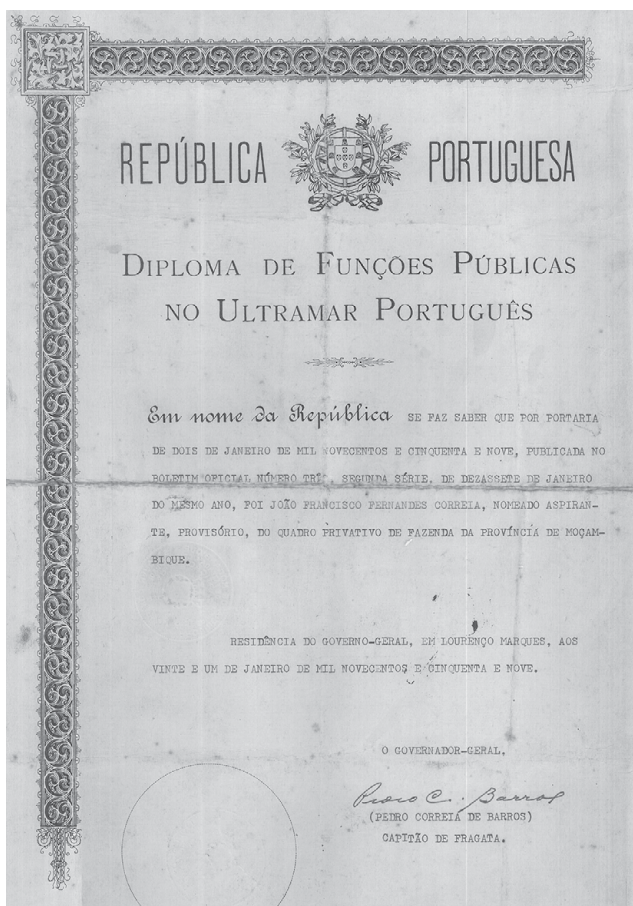 REPÚBLICA PORTUGUESA
DIPLOMA DE FUNÇÕES PÚBLICAS
NO ULTRAMAR PORTUGUÊS
Em nome da República SE FAZ SABER QUE POR PORTARIA
DE DOIS DE JANEIRO DE MIL NOVECENTOS E CINQUENTA E NOVE, PUBLICADA NO
BOLETIM OFICIAL NÚMERO TRÊS, SEGUNDA SÉRIE, DE DEZASSETE DE JANEIRO
DO MESMO ANO, FOI JOÃO FRANCISCO FERNANDES CORREIA, NOMEADO ASPIRAN-
TE, PROVISÓRIO, DO QUADRO PRIVATIVO DE FAZENDA DA PROVÍNCIA DE MOÇAM-
BIQUE.
RESIDÊNCIA DO GOVERNO-GERAL, EM LOURENÇO MARQUES, AOS
VINTE E UM DE JANEIRO DE MIL NOVECENTOS E CINQUENTA E NOVE.
O GOVERNADOR-GERAL,
Pedro C. Barros
(PEDRO CORREIA DE BARROS)
CAPITÃO DE FRAGATA.